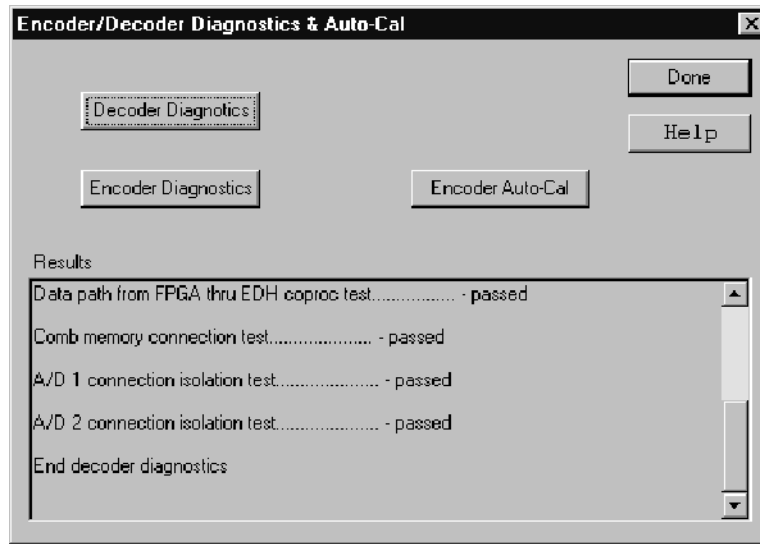 Encoder/Decoder Diagnostics & Auto-Cal
Done
Decoder Diagnotics
Help
Encoder Diagnostics
Encoder Auto-Cal
Results
Data path from FPGA thru EDH coproc test................. - passed
Comb memory connection test..................... - passed
A/D 1 connection isolation test..................... - passed
A/D 2 connection isolation test..................... - passed
End decoder diagnostics